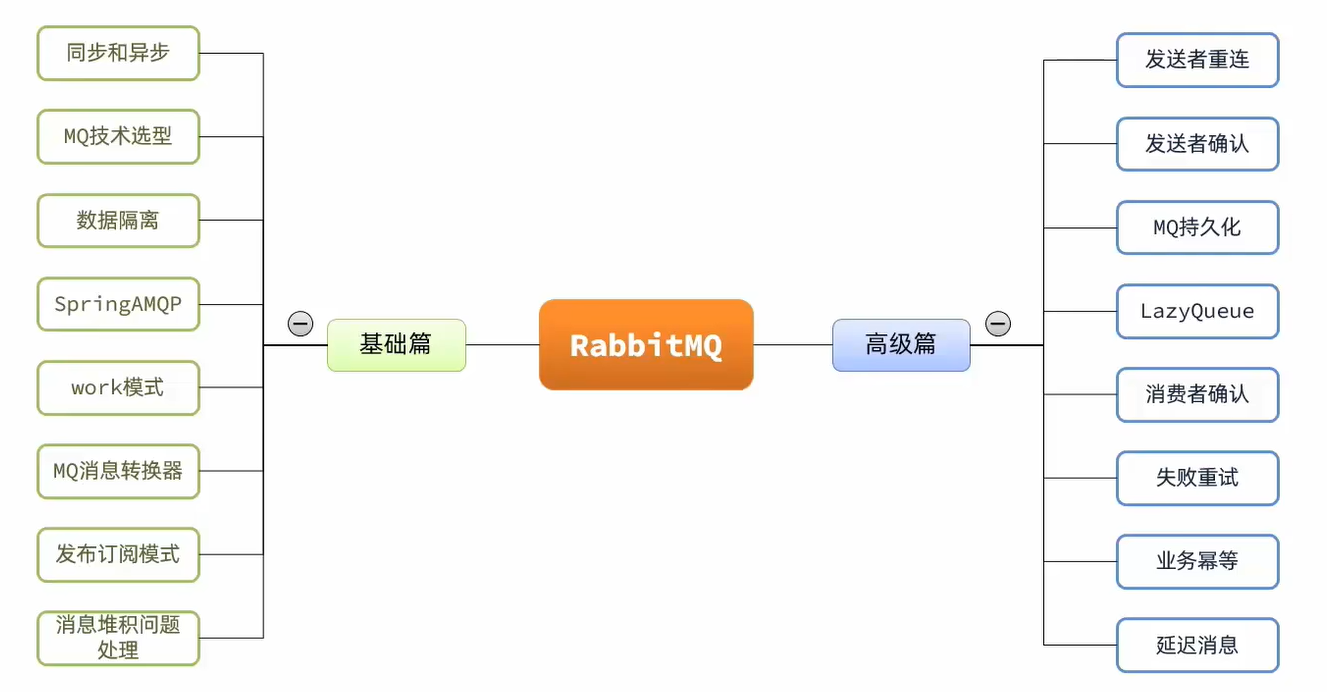 同步和异步
MQ技术选型
数据隔离
SpringAMQP
work模式
MQ消息转换器
发布订阅模式
消息堆积问题
处理
基础篇
RabbitMQ
高级篇
发送者重连
发送者确认
MQ持久化
LazyQueue
消费者确认
失败重试
业务幂等
延迟消息